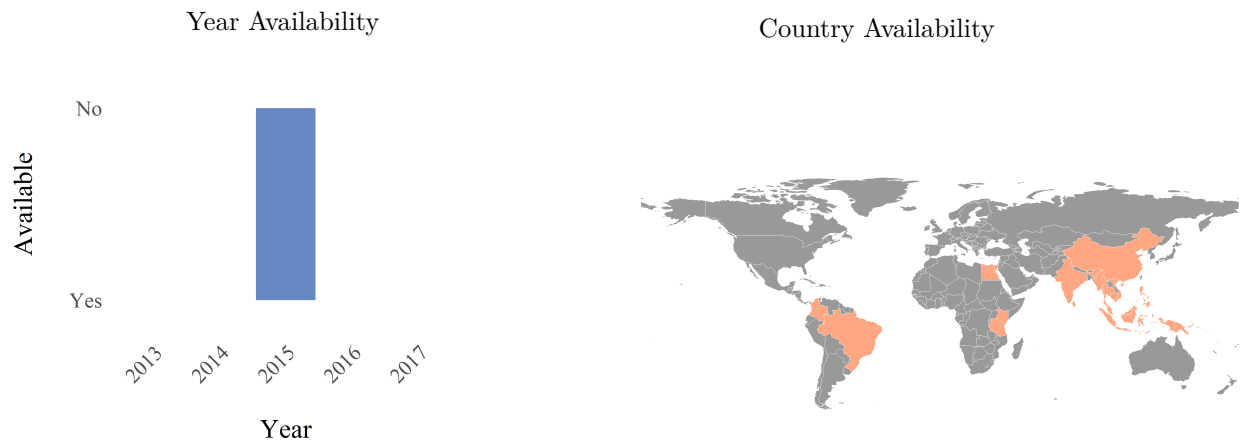 Year Availability
Available
No
Yes
2013
2014
2015
2016
2017
Year
Country Availability